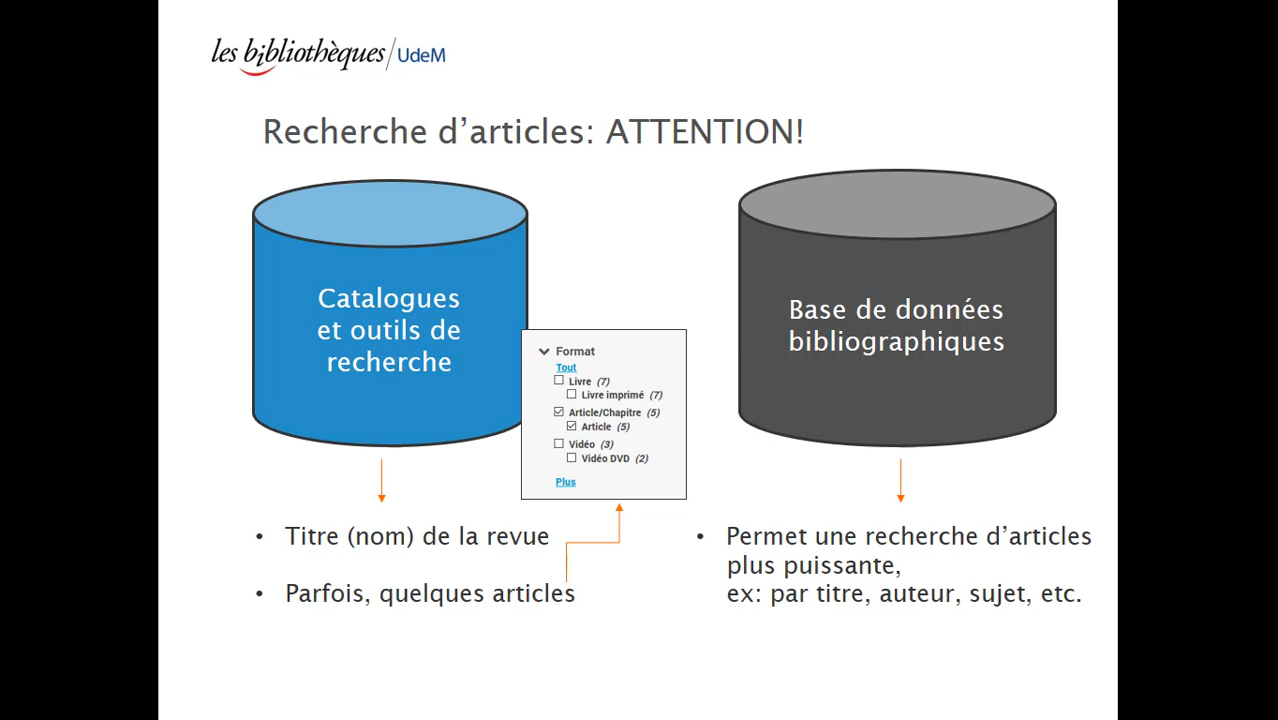 les bibliothèques/UdeM
Recherche d’articles: ATTENTION!
Catalogues
et outils de
recherche
Format
Tout
Livre (7)
Livre imprimé (7)
Article/Chapitre (5)
Article (5)
Vidéo (3)
Vidéo DVD (2)
Plus
Base de données
bibliographiques
• Titre (nom) de la revue
• Parfois, quelques articles
• Permet une recherche d’articles
plus puissante,
ex: par titre, auteur, sujet, etc.